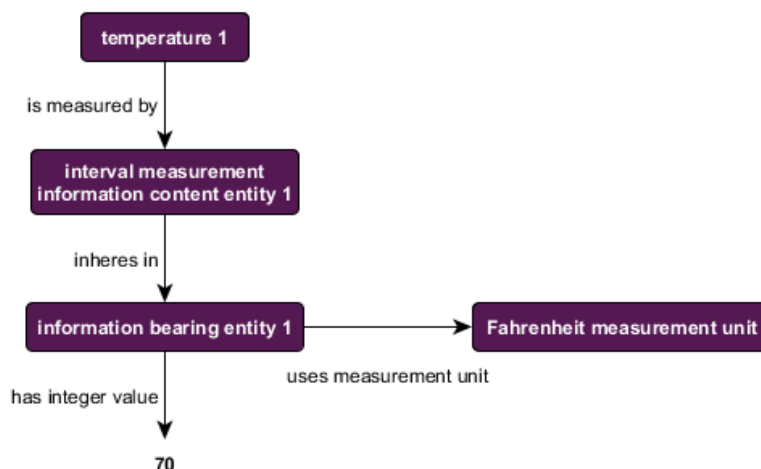 temperature 1
is measured by
interval measurement
information content entity 1
inheres in
information bearing entity 1
Fahrenheit measurement unit
uses measurement unit
has integer value
70